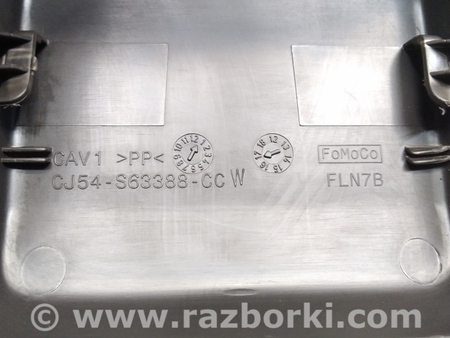 CAV1 >PP<
FoMoCo
CJ54-S63388-CC W
FLN7B
www.razborki.com